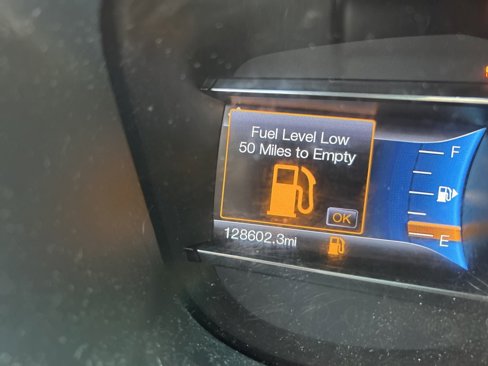 Fuel Level Low
50 Miles to Empty
OK
F
E
128602.3mi